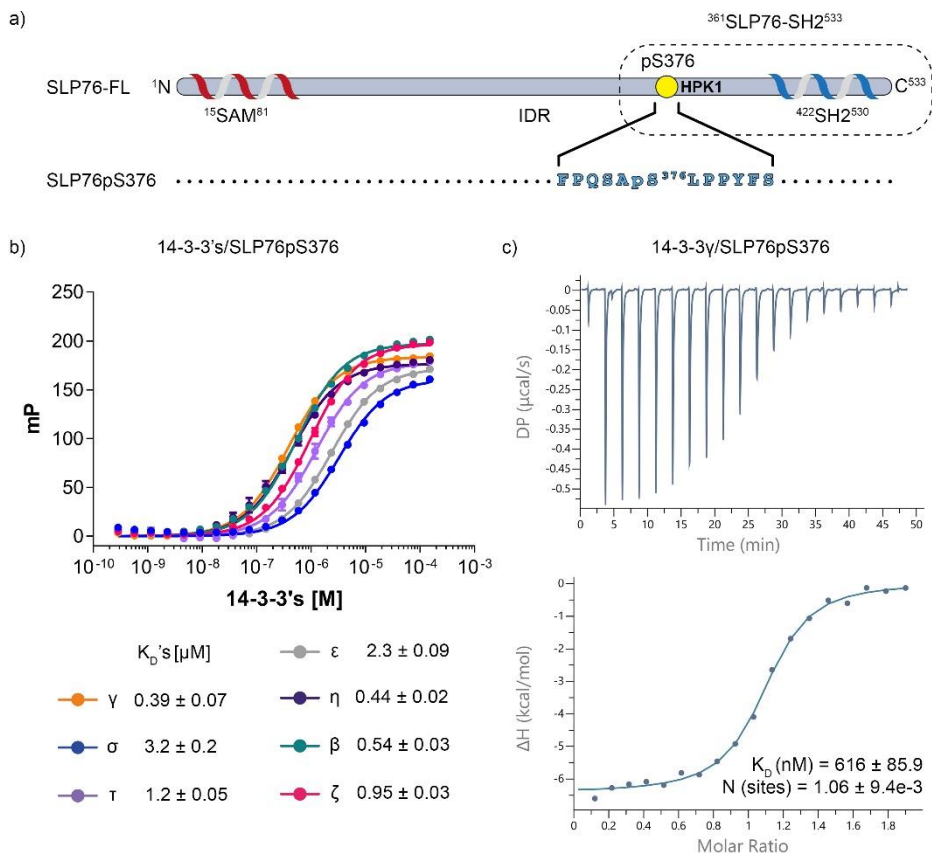 a)
³⁶¹SLP76-SH2⁵³³
pS376
SLP76-FL ¹N HPK1 C⁵³³
¹⁵SAM⁸¹ IDR ⁴²²SH2⁵³⁰
SLP76pS376 FPQSApS³⁷⁶LPPYFS
b) 14-3-3's/SLP76pS376
250
200
150
100
50
0
mP
10⁻¹⁰ 10⁻⁹ 10⁻⁸ 10⁻⁷ 10⁻⁶ 10⁻⁵ 10⁻⁴ 10⁻³
14-3-3's [M]
K_D's [µM]
γ 0.39 ± 0.07
σ 3.2 ± 0.2
τ 1.2 ± 0.05
ε 2.3 ± 0.09
η 0.44 ± 0.02
β 0.54 ± 0.03
ζ 0.95 ± 0.03
c) 14-3-3γ/SLP76pS376
0
-0.05
-0.1
-0.15
-0.2
-0.25
-0.3
-0.35
-0.4
-0.45
-0.5
DP (µcal/s)
0 5 10 15 20 25 30 35 40 45 50
Time (min)
0
-1
-2
-3
-4
-5
-6
ΔH (kcal/mol)
K_D (nM) = 616 ± 85.9
N (sites) = 1.06 ± 9.4e-3
0 0.2 0.4 0.6 0.8 1 1.2 1.4 1.6 1.8
Molar Ratio